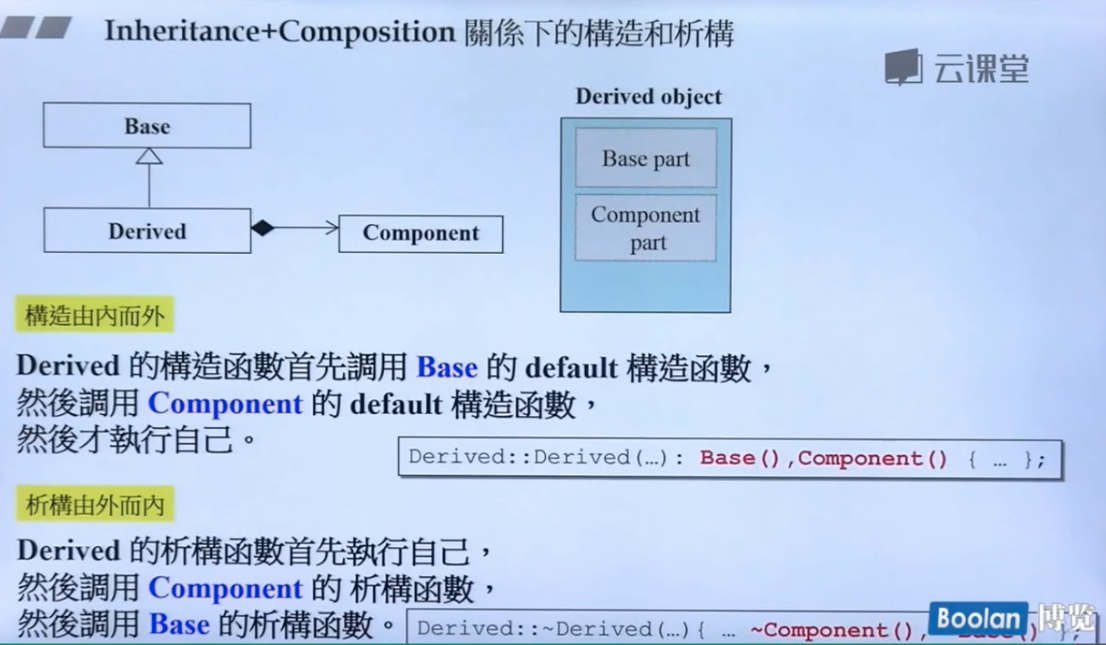 Inheritance+Composition 關係下的構造和析構
云课堂
Derived object
Base
Base part
Component
part
Derived
Component
構造由內而外
Derived 的構造函數首先調用 Base 的 default 構造函數，
然後調用 Component 的 default 構造函數，
然後才執行自己。
Derived::Derived(…): Base(),Component() { … };
析構由外而內
Derived 的析構函數首先執行自己，
然後調用 Component 的 析構函數，
然後調用 Base 的析構函數。
Derived::~Derived(…){ … ~Component(), };
Boolan 博览